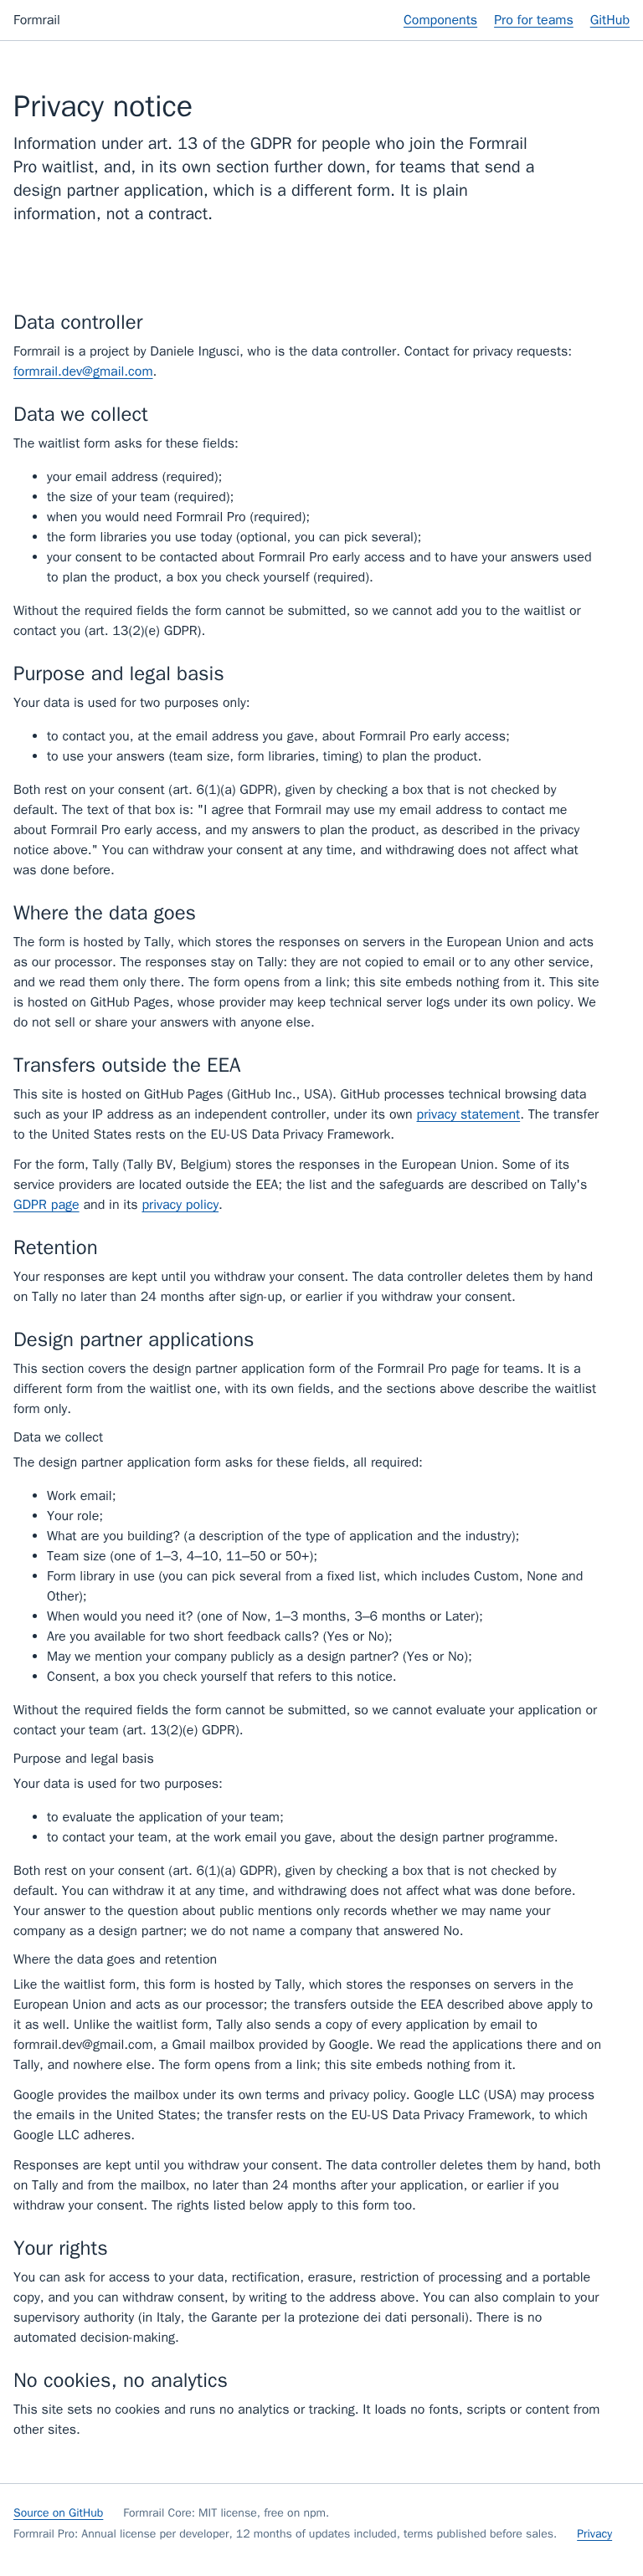 Formrail
Components
Pro for teams
GitHub
Privacy notice
Information under art. 13 of the GDPR for people who join the Formrail
Pro waitlist, and, in its own section further down, for teams that send a
design partner application, which is a different form. It is plain
information, not a contract.
Data controller
Formrail is a project by Daniele Ingusci, who is the data controller. Contact for privacy requests:
formrail.dev@gmail.com.
Data we collect
The waitlist form asks for these fields:
• your email address (required);
• the size of your team (required);
• when you would need Formrail Pro (required);
• the form libraries you use today (optional, you can pick several);
• your consent to be contacted about Formrail Pro early access and to have your answers used
to plan the product, a box you check yourself (required).
Without the required fields the form cannot be submitted, so we cannot add you to the waitlist or
contact you (art. 13(2)(e) GDPR).
Purpose and legal basis
Your data is used for two purposes only:
• to contact you, at the email address you gave, about Formrail Pro early access;
• to use your answers (team size, form libraries, timing) to plan the product.
Both rest on your consent (art. 6(1)(a) GDPR), given by checking a box that is not checked by
default. The text of that box is: "I agree that Formrail may use my email address to contact me
about Formrail Pro early access, and my answers to plan the product, as described in the privacy
notice above." You can withdraw your consent at any time, and withdrawing does not affect what
was done before.
Where the data goes
The form is hosted by Tally, which stores the responses on servers in the European Union and acts
as our processor. The responses stay on Tally: they are not copied to email or to any other service,
and we read them only there. The form opens from a link; this site embeds nothing from it. This site
is hosted on GitHub Pages, whose provider may keep technical server logs under its own policy. We
do not sell or share your answers with anyone else.
Transfers outside the EEA
This site is hosted on GitHub Pages (GitHub Inc., USA). GitHub processes technical browsing data
such as your IP address as an independent controller, under its own privacy statement. The transfer
to the United States rests on the EU-US Data Privacy Framework.
For the form, Tally (Tally BV, Belgium) stores the responses in the European Union. Some of its
service providers are located outside the EEA; the list and the safeguards are described on Tally's
GDPR page and in its privacy policy.
Retention
Your responses are kept until you withdraw your consent. The data controller deletes them by hand
on Tally no later than 24 months after sign-up, or earlier if you withdraw your consent.
Design partner applications
This section covers the design partner application form of the Formrail Pro page for teams. It is a
different form from the waitlist one, with its own fields, and the sections above describe the waitlist
form only.
Data we collect
The design partner application form asks for these fields, all required:
• Work email;
• Your role;
• What are you building? (a description of the type of application and the industry);
• Team size (one of 1–3, 4–10, 11–50 or 50+);
• Form library in use (you can pick several from a fixed list, which includes Custom, None and
Other);
• When would you need it? (one of Now, 1–3 months, 3–6 months or Later);
• Are you available for two short feedback calls? (Yes or No);
• May we mention your company publicly as a design partner? (Yes or No);
• Consent, a box you check yourself that refers to this notice.
Without the required fields the form cannot be submitted, so we cannot evaluate your application or
contact your team (art. 13(2)(e) GDPR).
Purpose and legal basis
Your data is used for two purposes:
• to evaluate the application of your team;
• to contact your team, at the work email you gave, about the design partner programme.
Both rest on your consent (art. 6(1)(a) GDPR), given by checking a box that is not checked by
default. You can withdraw it at any time, and withdrawing does not affect what was done before.
Your answer to the question about public mentions only records whether we may name your
company as a design partner; we do not name a company that answered No.
Where the data goes and retention
Like the waitlist form, this form is hosted by Tally, which stores the responses on servers in the
European Union and acts as our processor; the transfers outside the EEA described above apply to
it as well. Unlike the waitlist form, Tally also sends a copy of every application by email to
formrail.dev@gmail.com, a Gmail mailbox provided by Google. We read the applications there and on
Tally, and nowhere else. The form opens from a link; this site embeds nothing from it.
Google provides the mailbox under its own terms and privacy policy. Google LLC (USA) may process
the emails in the United States; the transfer rests on the EU-US Data Privacy Framework, to which
Google LLC adheres.
Responses are kept until you withdraw your consent. The data controller deletes them by hand, both
on Tally and from the mailbox, no later than 24 months after your application, or earlier if you
withdraw your consent. The rights listed below apply to this form too.
Your rights
You can ask for access to your data, rectification, erasure, restriction of processing and a portable
copy, and you can withdraw consent, by writing to the address above. You can also complain to your
supervisory authority (in Italy, the Garante per la protezione dei dati personali). There is no
automated decision-making.
No cookies, no analytics
This site sets no cookies and runs no analytics or tracking. It loads no fonts, scripts or content from
other sites.
Source on GitHub
Formrail Core: MIT license, free on npm.
Formrail Pro: Annual license per developer, 12 months of updates included, terms published before sales.
Privacy